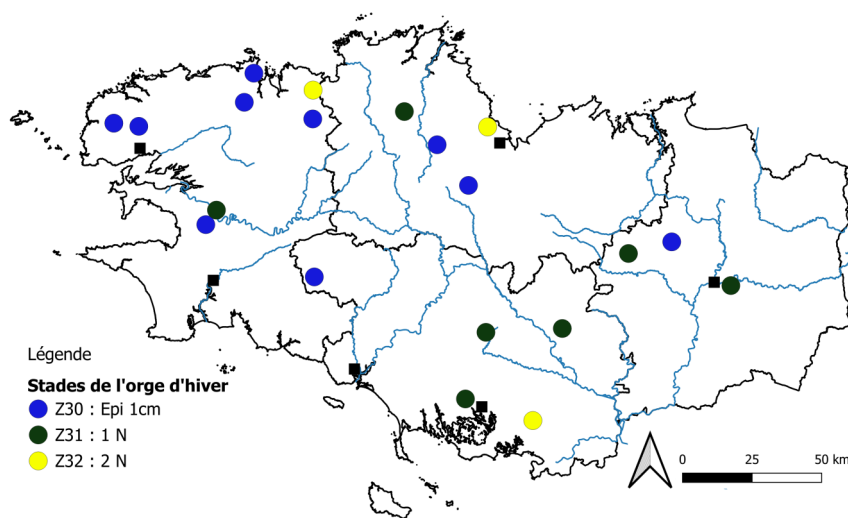 Légende
Stades de l'orge d'hiver
Z30 : Epi 1cm
Z31 : 1 N
Z32 : 2 N
0 25 50 km